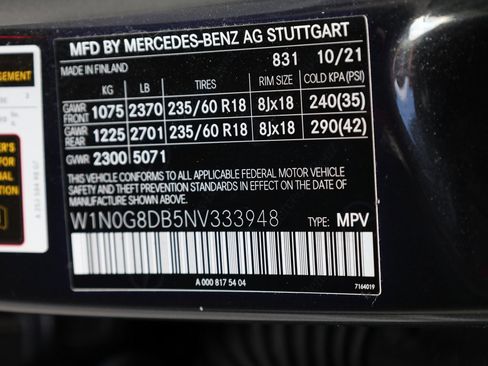 MFD BY MERCEDES-BENZ AG STUTTGART
MADE IN FINLAND 831 10/21
KG LB TIRES RIM SIZE COLD KPA(PSI)
GAWR FRONT 1075 2370 235/60 R18 8Jx18 240(35)
GAWR REAR 1225 2701 235/60 R18 8Jx18 290(42)
GVWR 2300 5071
THIS VEHICLE CONFORMS TO ALL APPLICABLE FEDERAL MOTOR VEHICLE
SAFETY AND THEFT PREVENTION STANDARDS IN EFFECT ON THE DATE OF
MANUFACTURE SHOWN ABOVE.
W1N0G8DB5NV333948 TYPE: MPV
A 000 817 54 04
7164019